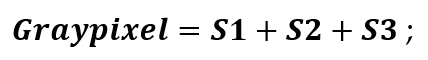 Graypixel = S1 + S2 + S3 ;